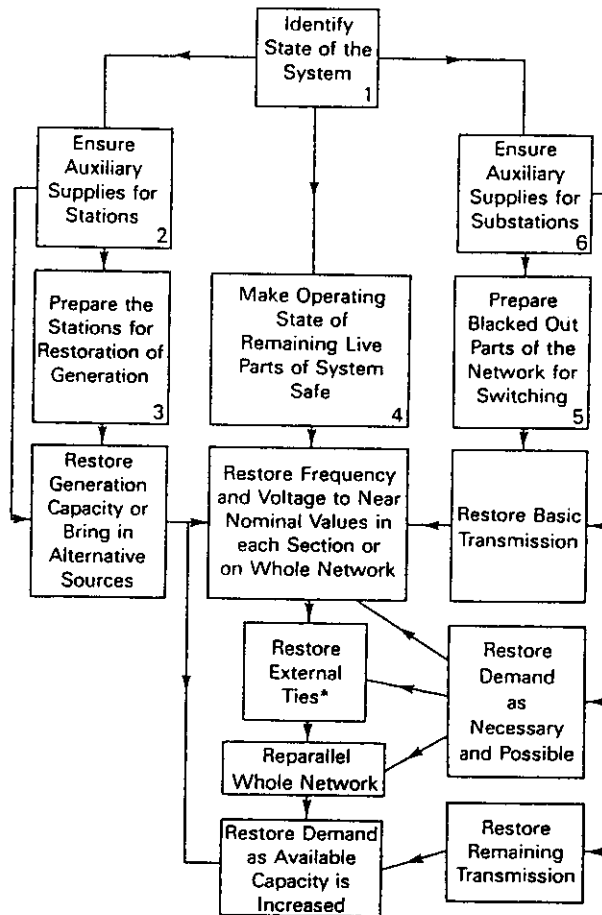 Identify
State of the
System
1
Ensure
Auxiliary
Supplies for
Stations
2
Ensure
Auxiliary
Supplies for
Substations
6
Prepare the
Stations for
Restoration of
Generation
3
Make Operating
State of
Remaining Live
Parts of System
Safe
4
Prepare
Blacked Out
Parts of the
Network for
Switching
5
Restore
Generation
Capacity or
Bring in
Alternative
Sources
Restore Frequency
and Voltage to Near
Nominal Values in
each Section or
on Whole Network
Restore Basic
Transmission
Restore
External
Ties*
Restore
Demand
as
Necessary
and Possible
Reparallel
Whole Network
Restore Demand
as Available
Capacity is
Increased
Restore
Remaining
Transmission